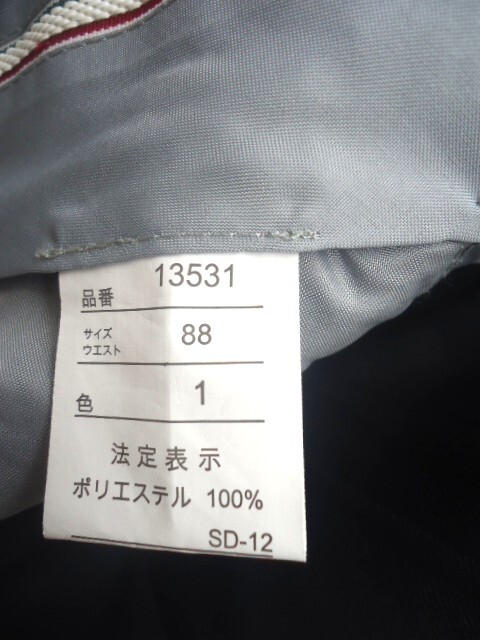 品番 13531
サイズ
ウエスト 88
色 1
法定表示
ポリエステル 100%
SD-12